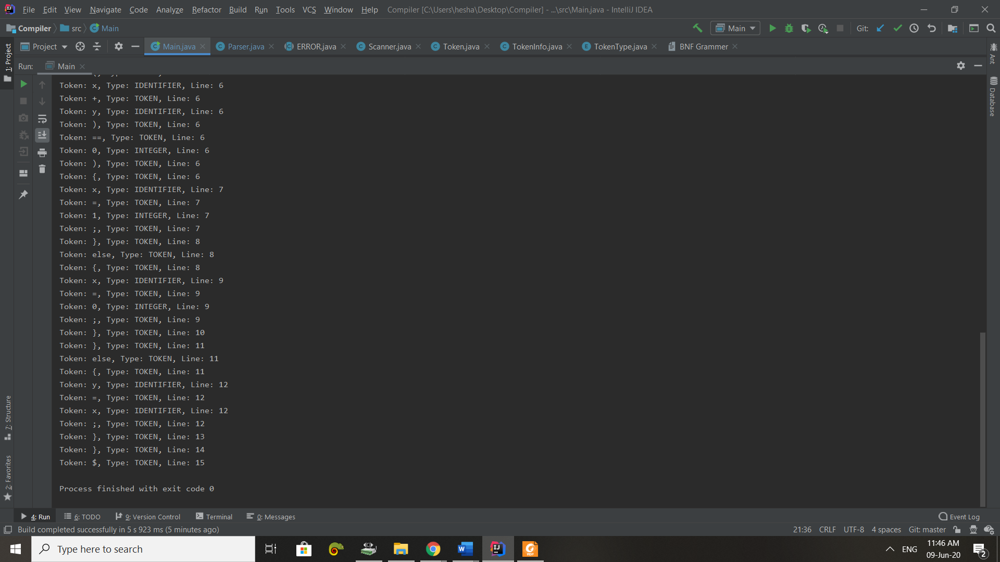 File Edit View Navigate Code Analyze Refactor Build Run Tools VCS Window Help Compiler [C:\Users\hesha\Desktop\Compiler] - ...\src\Main.java - IntelliJ IDEA
Compiler src Main Main Git:
Project Main.java Parser.java ERROR.java Scanner.java Token.java TokenInfo.java TokenType.java BNF Grammer
1: Project
Ant
Database
Run: Main
Token: x, Type: IDENTIFIER, Line: 6
Token: +, Type: TOKEN, Line: 6
Token: y, Type: IDENTIFIER, Line: 6
Token: ), Type: TOKEN, Line: 6
Token: ==, Type: TOKEN, Line: 6
Token: 0, Type: INTEGER, Line: 6
Token: ), Type: TOKEN, Line: 6
Token: {, Type: TOKEN, Line: 6
Token: x, Type: IDENTIFIER, Line: 7
Token: =, Type: TOKEN, Line: 7
Token: 1, Type: INTEGER, Line: 7
Token: ;, Type: TOKEN, Line: 7
Token: }, Type: TOKEN, Line: 8
Token: else, Type: TOKEN, Line: 8
Token: {, Type: TOKEN, Line: 8
Token: x, Type: IDENTIFIER, Line: 9
Token: =, Type: TOKEN, Line: 9
Token: 0, Type: INTEGER, Line: 9
Token: ;, Type: TOKEN, Line: 9
Token: }, Type: TOKEN, Line: 10
Token: }, Type: TOKEN, Line: 11
Token: else, Type: TOKEN, Line: 11
Token: {, Type: TOKEN, Line: 11
Token: y, Type: IDENTIFIER, Line: 12
Token: =, Type: TOKEN, Line: 12
Token: x, Type: IDENTIFIER, Line: 12
Token: ;, Type: TOKEN, Line: 12
Token: }, Type: TOKEN, Line: 13
Token: }, Type: TOKEN, Line: 14
Token: $, Type: TOKEN, Line: 15
Process finished with exit code 0
7: Structure
2: Favorites
4: Run 6: TODO 9: Version Control Terminal 0: Messages Event Log
Build completed successfully in 5 s 923 ms (5 minutes ago) 21:36 CRLF UTF-8 4 spaces Git: master
Type here to search ENG 11:46 AM
09-Jun-20 2